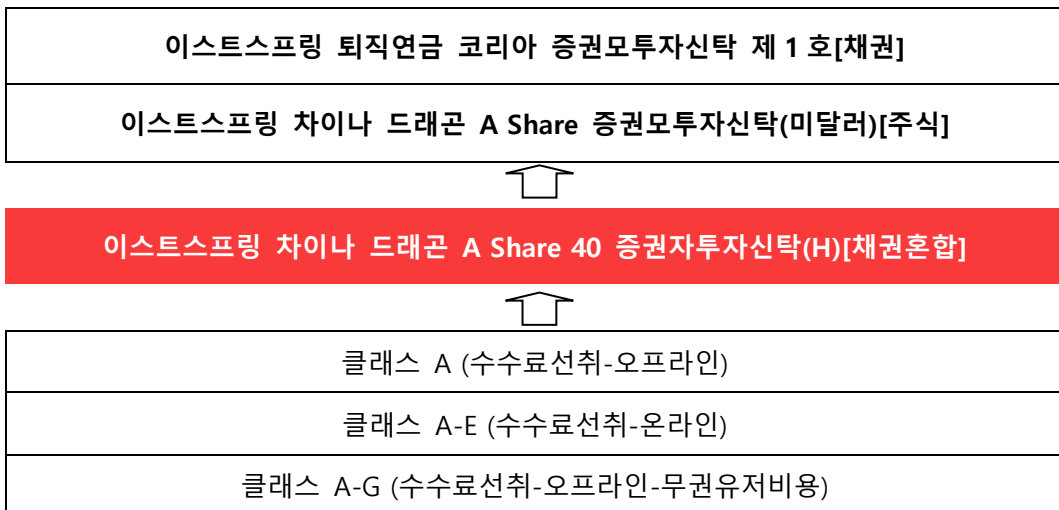 이스트스프링 퇴직연금 코리아 증권모투자신탁 제 1 호[채권]
이스트스프링 차이나 드래곤 A Share 증권모투자신탁(미달러)[주식]
이스트스프링 차이나 드래곤 A Share 40 증권자투자신탁(H)[채권혼합]
클래스 A (수수료선취-오프라인)
클래스 A-E (수수료선취-온라인)
클래스 A-G (수수료선취-오프라인-무권유저비용)